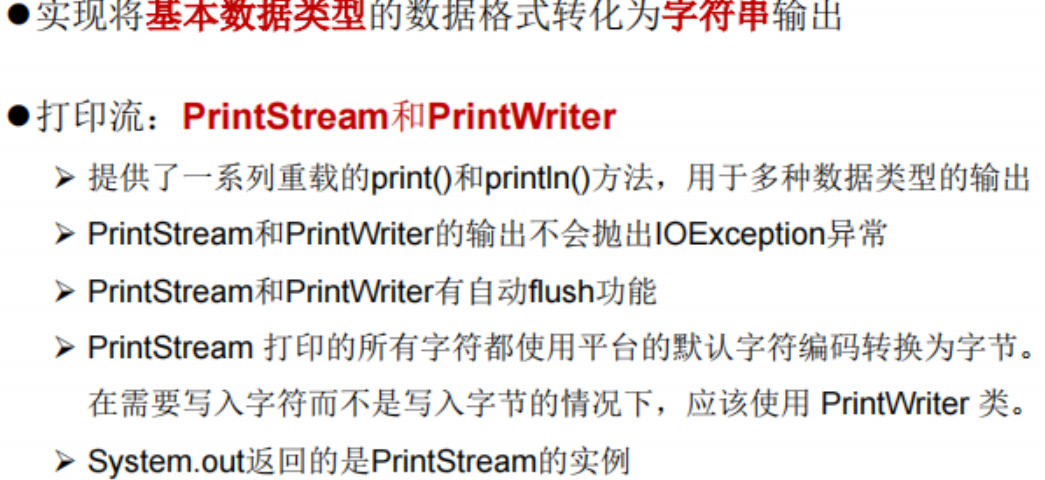 ●实现将基本数据类型的数据格式转化为字符串输出
●打印流：PrintStream和PrintWriter
➢ 提供了一系列重载的print()和println()方法，用于多种数据类型的输出
➢ PrintStream和PrintWriter的输出不会抛出IOException异常
➢ PrintStream和PrintWriter有自动flush功能
➢ PrintStream 打印的所有字符都使用平台的默认字符编码转换为字节。
在需要写入字符而不是写入字节的情况下，应该使用 PrintWriter 类。
➢ System.out返回的是PrintStream的实例